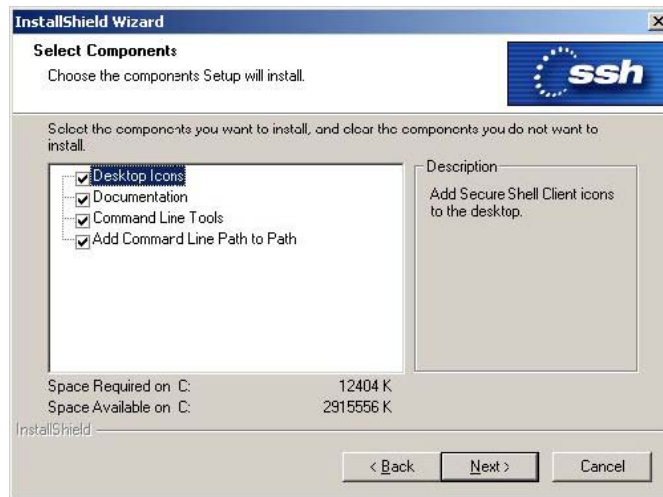 InstallShield Wizard
Select Components
Choose the components Setup will install.
ssh
Select the components you want to install, and clear the components you do not want to
install.
Desktop Icons
Documentation
Command Line Tools
Add Command Line Path to Path
Description
Add Secure Shell Client icons
to the desktop.
Space Required on C: 12404 K
Space Available on C: 2915556 K
InstallShield
< Back Next > Cancel